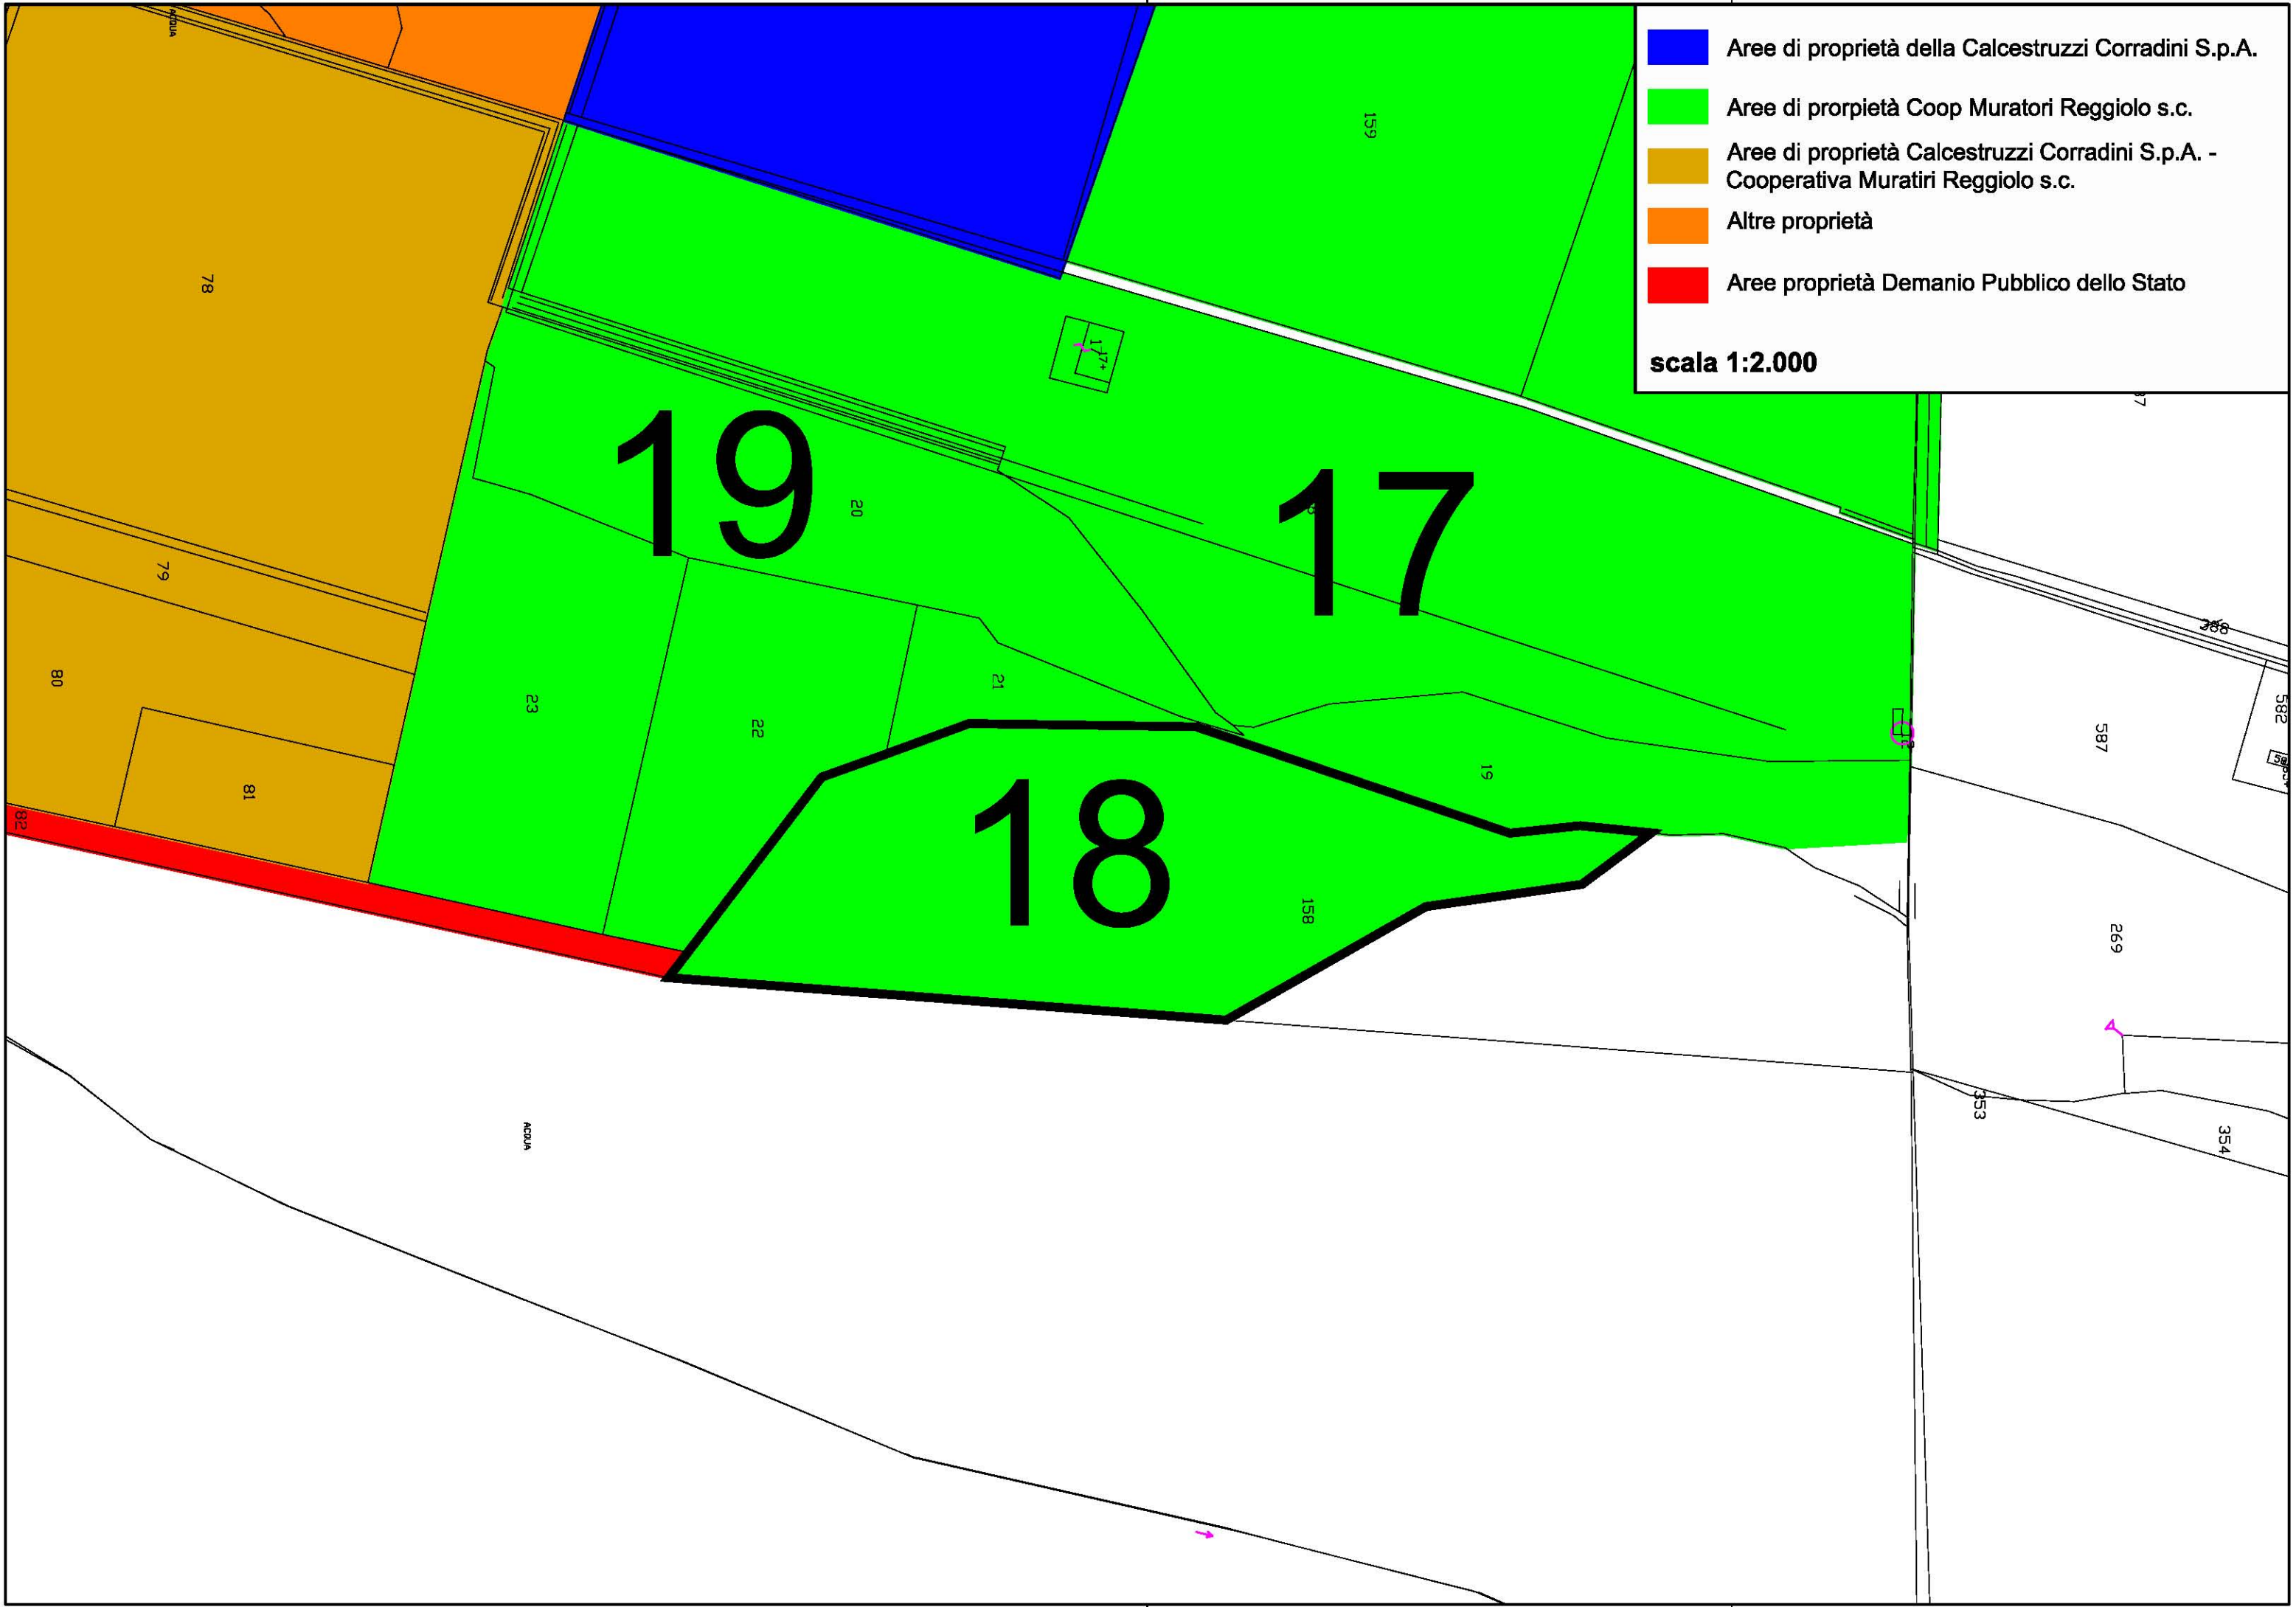 Aree di proprietà della Calcestruzzi Corradini S.p.A.
Aree di prorpietà Coop Muratori Reggiolo s.c.
Aree di proprietà Calcestruzzi Corradini S.p.A. -
Cooperativa Muratiri Reggiolo s.c.
Altre proprietà
Aree proprietà Demanio Pubblico dello Stato
scala 1:2.000
ACQUA
159
78
17
17+
19
17
20
79
80
23
22
21
81
82
18
19
158
587
582
269
353
354
ACQUA